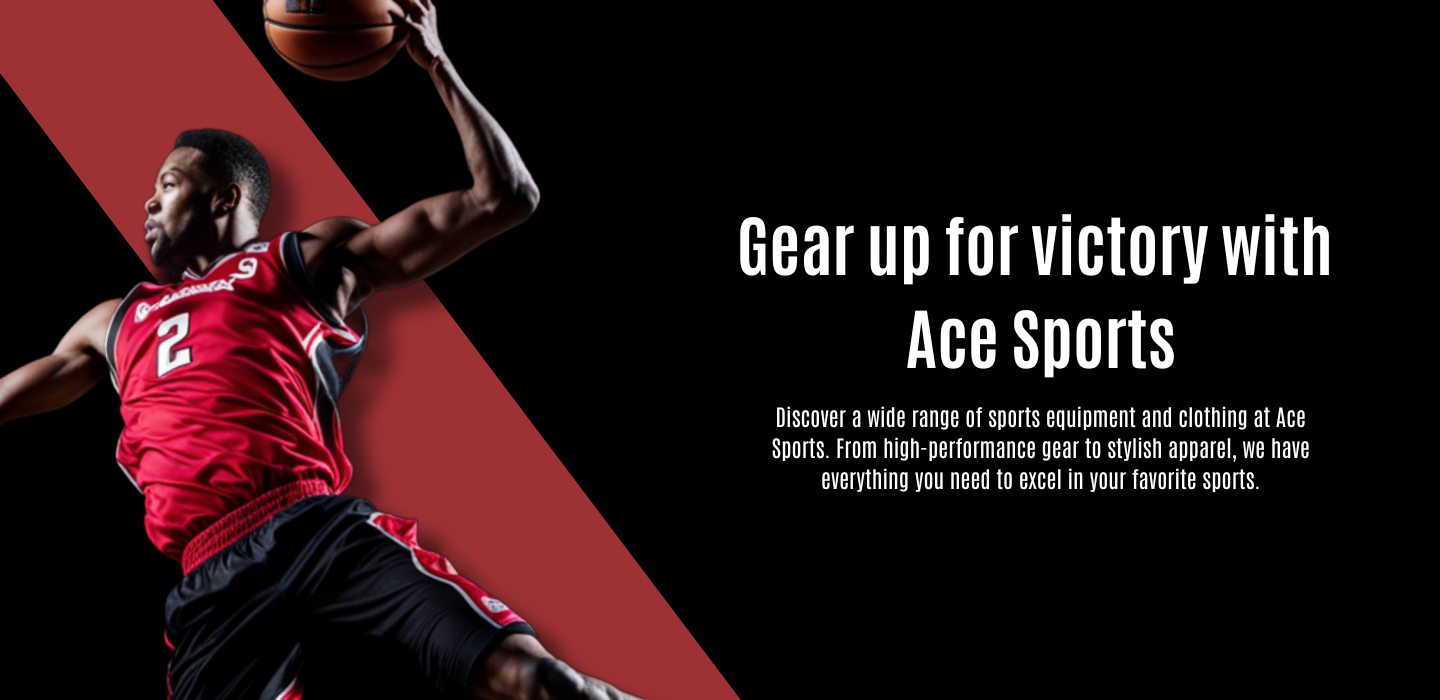 2
Gear up for victory with
Ace Sports
Discover a wide range of sports equipment and clothing at Ace
Sports. From high-performance gear to stylish apparel, we have
everything you need to excel in your favorite sports.